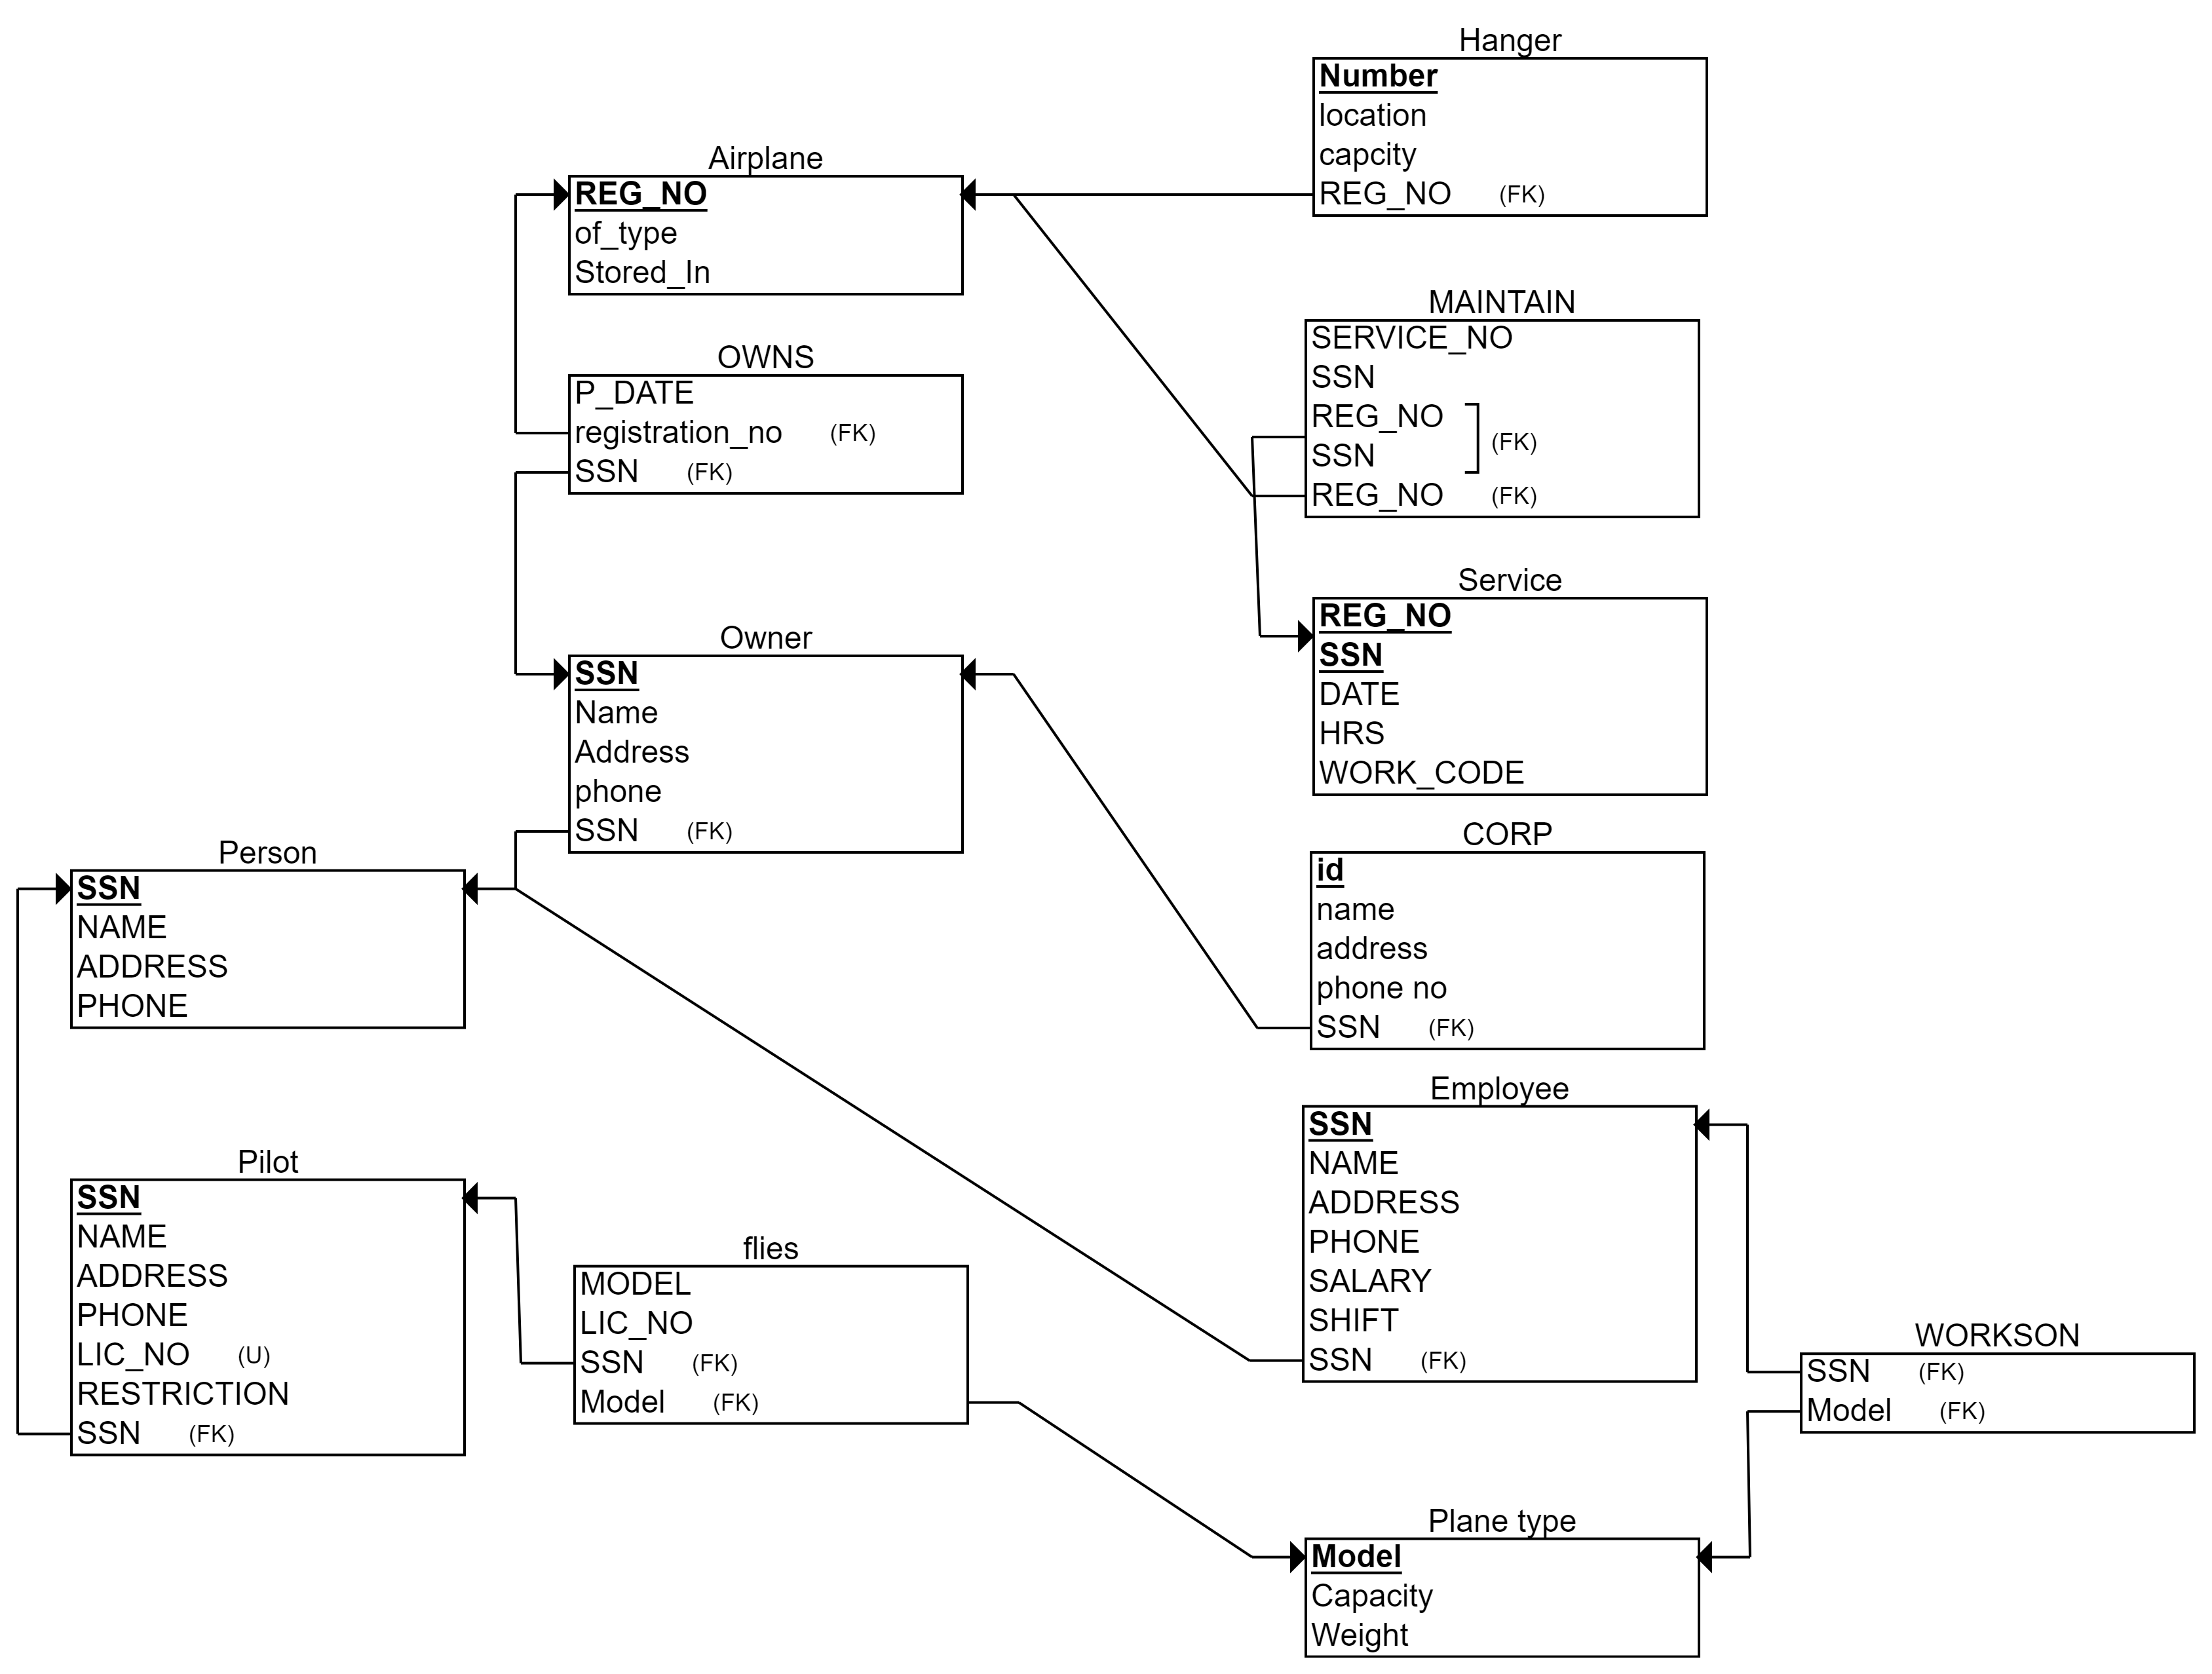 Hanger
Number
location
capcity
REG_NO (FK)
Airplane
REG_NO
of_type
Stored_In
MAINTAIN
SERVICE_NO
SSN
REG_NO
SSN
(FK)
REG_NO (FK)
OWNS
P_DATE
registration_no (FK)
SSN (FK)
Service
REG_NO
SSN
DATE
HRS
WORK_CODE
Owner
SSN
Name
Address
phone
SSN (FK)
CORP
id
name
address
phone no
SSN (FK)
Person
SSN
NAME
ADDRESS
PHONE
Employee
SSN
NAME
ADDRESS
PHONE
SALARY
SHIFT
SSN (FK)
Pilot
SSN
NAME
ADDRESS
PHONE
LIC_NO (U)
RESTRICTION
SSN (FK)
flies
MODEL
LIC_NO
SSN (FK)
Model (FK)
WORKSON
SSN (FK)
Model (FK)
Plane type
Model
Capacity
Weight